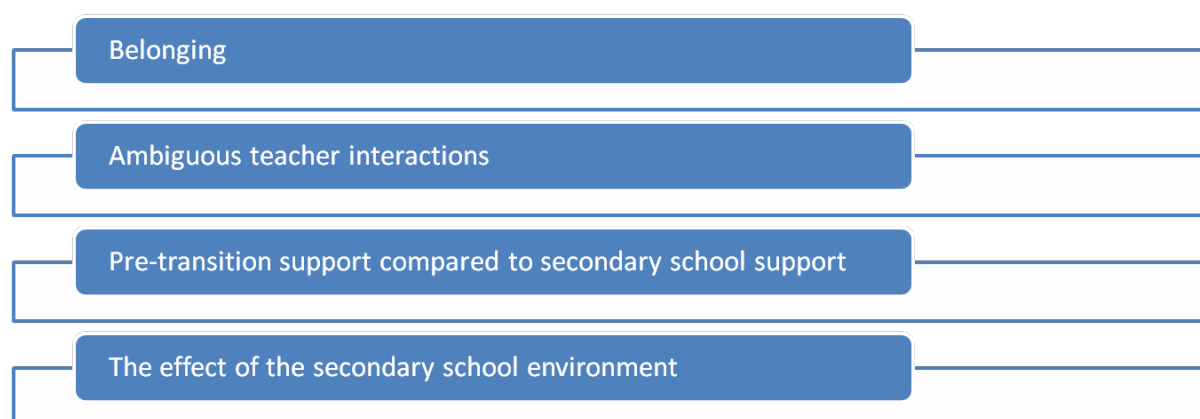 Belonging
Ambiguous teacher interactions
Pre-transition support compared to secondary school support
The effect of the secondary school environment